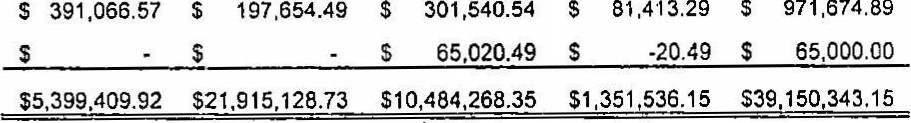 $ 391,066.57 $ 197,654.49 $ 301,540.54 $ 81,413.29 $ 971,674.89
$ - $ - $ 65,020.49 $ -20.49 $ 65,000.00
$5,399,409.92 $21,915,128.73 $10,484,268.35 $1,351,536.15 $39,150,343.15